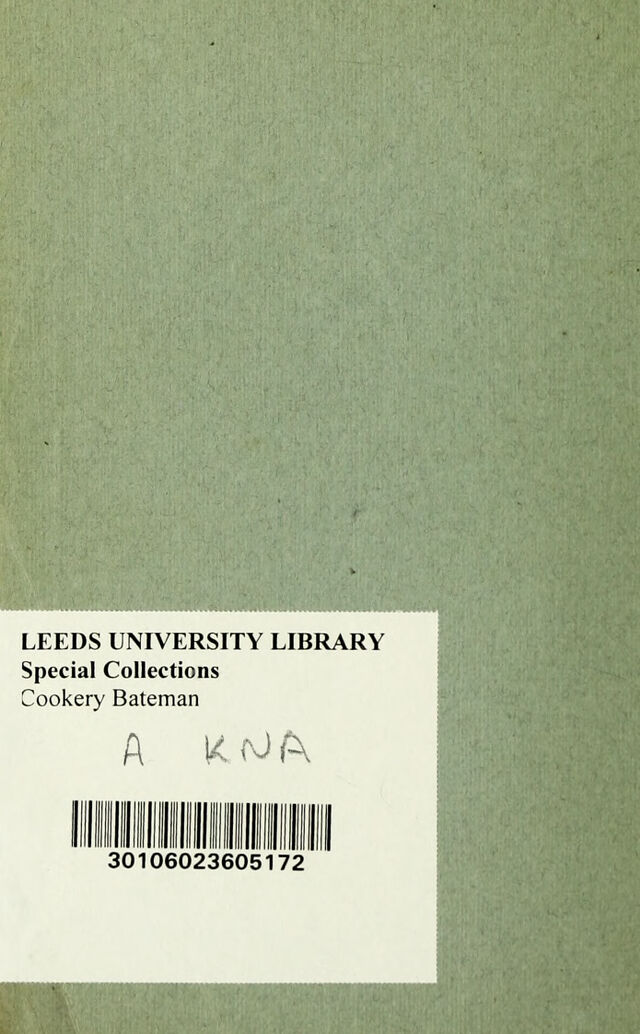 LEEDS UNIVERSITY LIBRARY
Special Collections
Cookery Bateman
A KNA
30106023605172